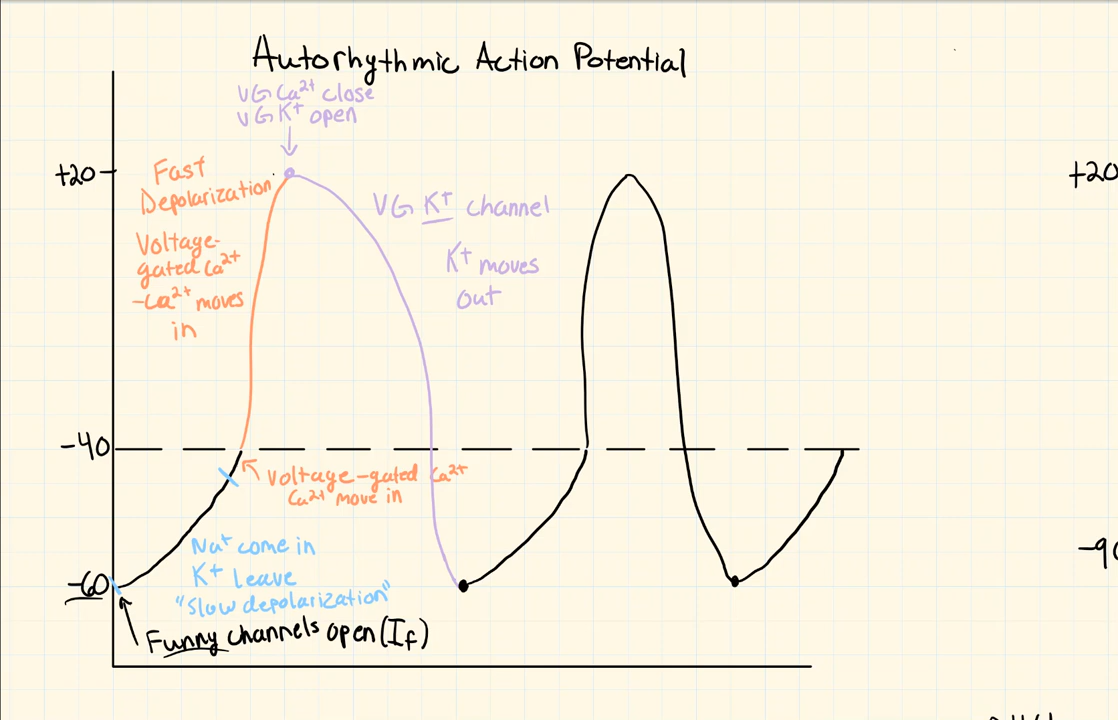 Autorhythmic Action Potential
VG Ca²⁺ close
VG K⁺ open
+20
Fast
Depolarization
Voltage-
gated Ca²⁺
-Ca²⁺ moves
in
VG K⁺ channel
K⁺ moves
out
-40
Voltage-gated Ca²⁺
Ca²⁺ move in
Na⁺ come in
K⁺ leave
"Slow depolarization"
-60
Funny channels open (If)
+20
-90